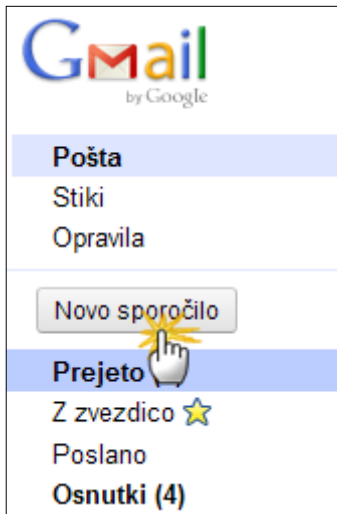 Gmail
by Google
Pošta
Stiki
Opravila
Novo sporočilo
Prejeto
Z zvezdico
Poslano
Osnutki (4)